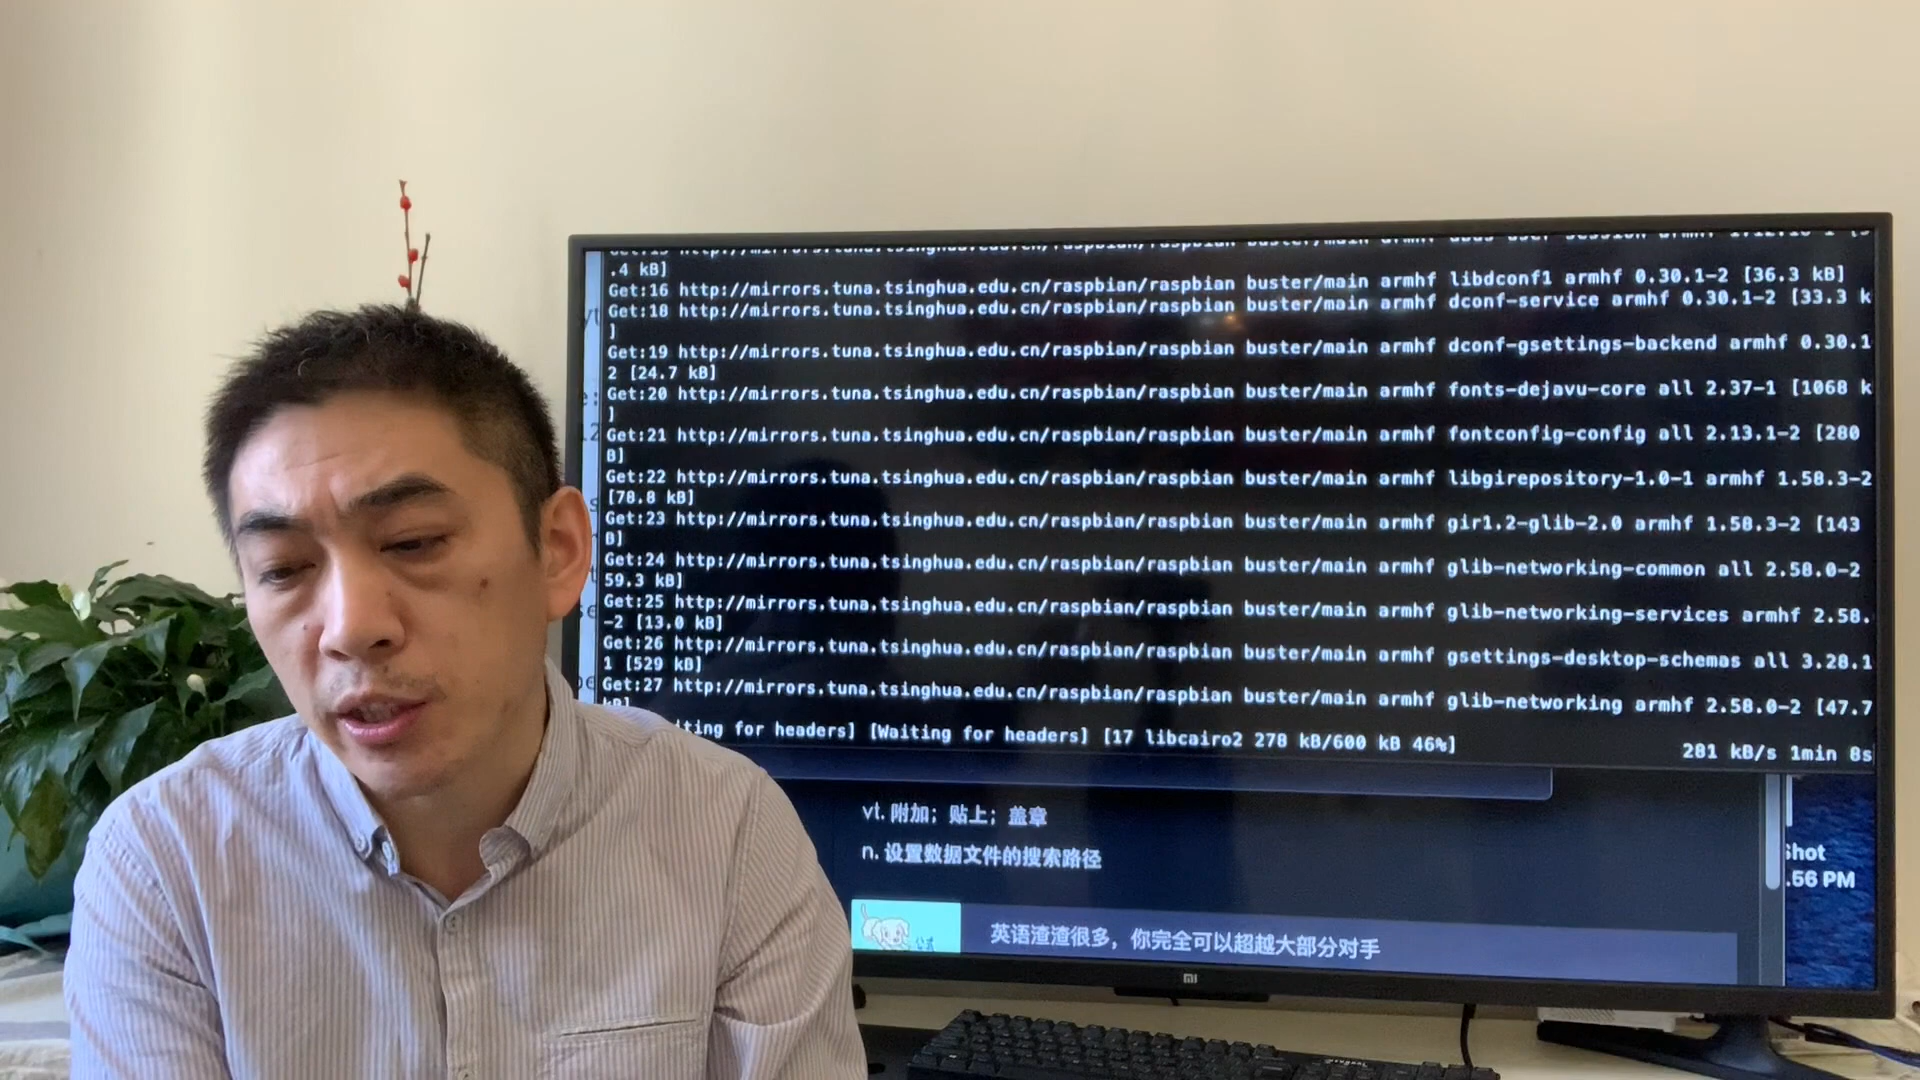 .4 kB]
Get:16 http://mirrors.tuna.tsinghua.edu.cn/raspbian/raspbian buster/main armhf libdconf1 armhf 0.30.1-2 [36.3 kB]
Get:18 http://mirrors.tuna.tsinghua.edu.cn/raspbian/raspbian buster/main armhf dconf-service armhf 0.30.1-2 [33.3 k
]
Get:19 http://mirrors.tuna.tsinghua.edu.cn/raspbian/raspbian buster/main armhf dconf-gsettings-backend armhf 0.30.1
2 [24.7 kB]
Get:20 http://mirrors.tuna.tsinghua.edu.cn/raspbian/raspbian buster/main armhf fonts-dejavu-core all 2.37-1 [1068 k
]
Get:21 http://mirrors.tuna.tsinghua.edu.cn/raspbian/raspbian buster/main armhf fontconfig-config all 2.13.1-2 [280
B]
Get:22 http://mirrors.tuna.tsinghua.edu.cn/raspbian/raspbian buster/main armhf libgirepository-1.0-1 armhf 1.58.3-2
[78.8 kB]
Get:23 http://mirrors.tuna.tsinghua.edu.cn/raspbian/raspbian buster/main armhf gir1.2-glib-2.0 armhf 1.58.3-2 [143
B]
Get:24 http://mirrors.tuna.tsinghua.edu.cn/raspbian/raspbian buster/main armhf glib-networking-common all 2.58.0-2
59.3 kB]
Get:25 http://mirrors.tuna.tsinghua.edu.cn/raspbian/raspbian buster/main armhf glib-networking-services armhf 2.58.
-2 [13.0 kB]
Get:26 http://mirrors.tuna.tsinghua.edu.cn/raspbian/raspbian buster/main armhf gsettings-desktop-schemas all 3.28.1
1 [529 kB]
Get:27 http://mirrors.tuna.tsinghua.edu.cn/raspbian/raspbian buster/main armhf glib-networking armhf 2.58.0-2 [47.7
kB]
ting for headers] [Waiting for headers] [17 libcairo2 278 kB/600 kB 46%] 281 kB/s 1min 8s
vt. 附加；贴上；盖章
n. 设置数据文件的搜索路径
Shot
.56 PM
公式
英语渣渣很多，你完全可以超越大部分对手
mi